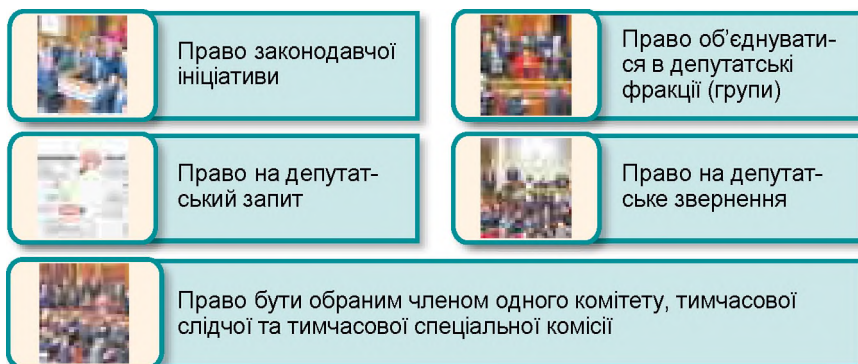 Право законодавчої
ініціативи
Право об’єднувати-
ся в депутатські
фракції (групи)
Право на депутат-
ський запит
Право на депутат-
ське звернення
Право бути обраним членом одного комітету, тимчасової
слідчої та тимчасової спеціальної комісії